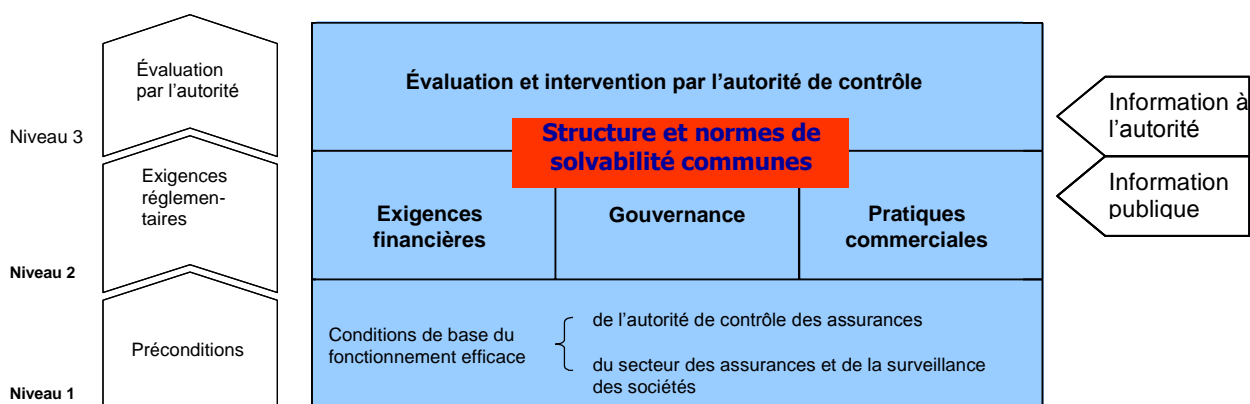 Évaluation
par l'autorité
Niveau 3
Exigences
réglemen-
taires
Niveau 2
Préconditions
Niveau 1
Évaluation et intervention par l'autorité de contrôle
Structure et normes de
solvabilité communes
Exigences
financières
Gouvernance
Pratiques
commerciales
Conditions de base du
fonctionnement efficace
de l'autorité de contrôle des assurances
du secteur des assurances et de la surveillance
des sociétés
Information à
l'autorité
Information
publique